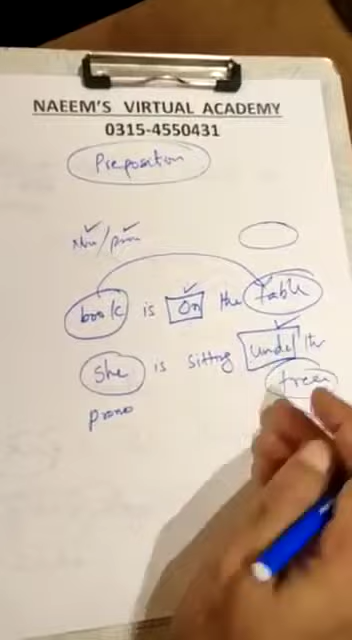 NAEEM'S VIRTUAL ACADEMY
0315-4550431
Preposition
book is on the table
she is sitting under the
tree
prono